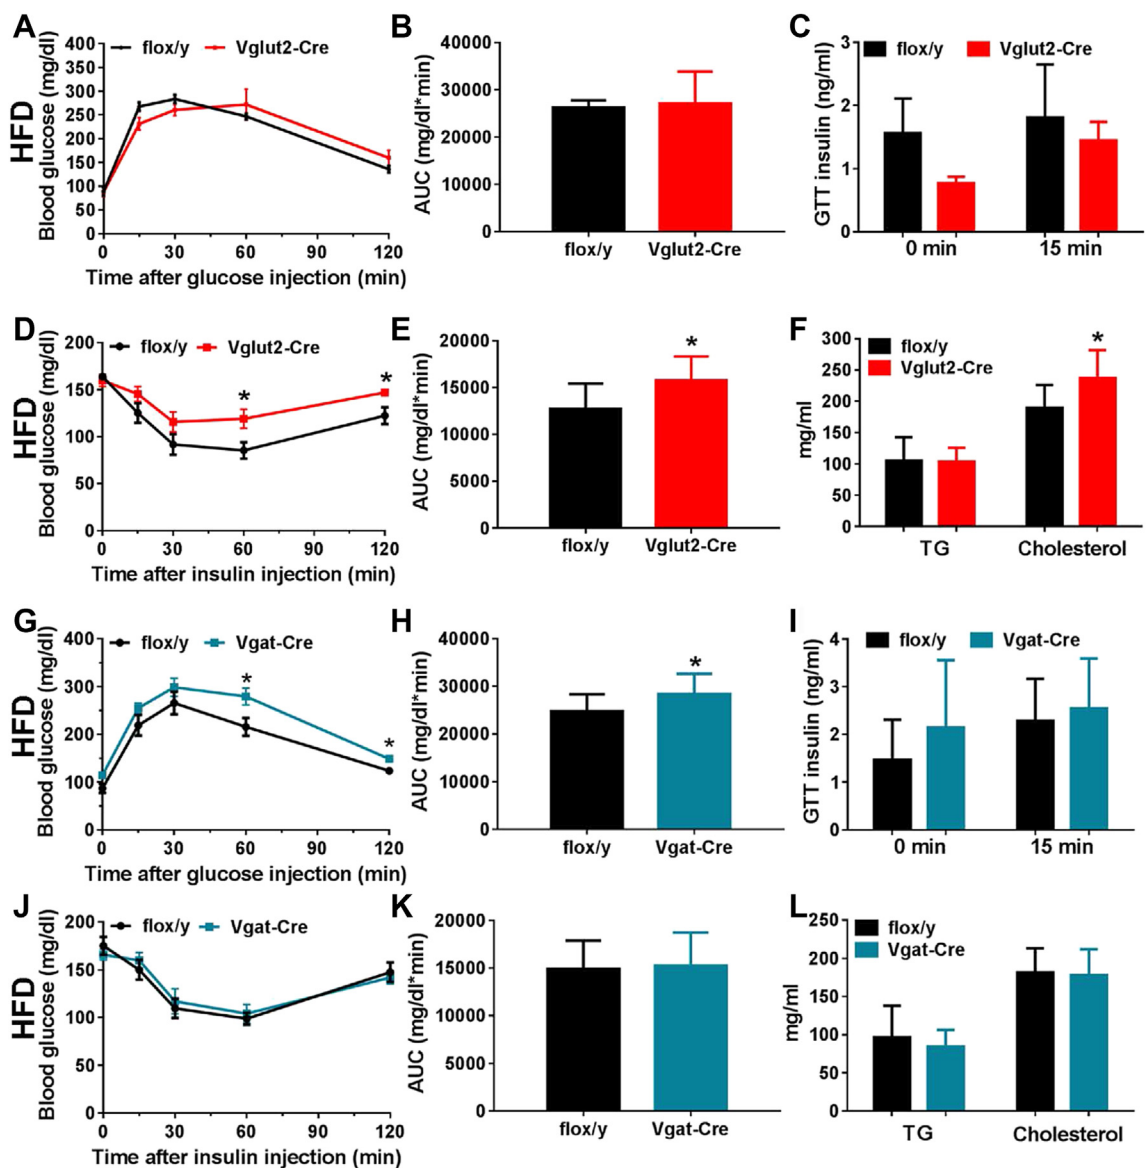 A
flox/y Vglut2-Cre
HFD
Blood glucose (mg/dl)
400
350
300
250
200
150
100
50
0
0 30 60 90 120
Time after glucose injection (min)
B
AUC (mg/dl*min)
40000
30000
20000
10000
0
flox/y Vglut2-Cre
C
flox/y Vglut2-Cre
GTT insulin (ng/ml)
3
2
1
0
0 min 15 min
D
flox/y Vglut2-Cre
HFD
Blood glucose (mg/dl)
200
150
100
50
0
* *
0 30 60 90 120
Time after insulin injection (min)
E
AUC (mg/dl*min)
20000
15000
10000
5000
0
*
flox/y Vglut2-Cre
F
flox/y
Vglut2-Cre
mg/ml
300
250
200
150
100
50
0
*
TG Cholesterol
G
flox/y Vgat-Cre
HFD
Blood glucose (mg/dl)
400
300
200
100
0
*
*
0 30 60 90 120
Time after glucose injection (min)
H
AUC (mg/dl*min)
40000
30000
20000
10000
0
*
flox/y Vgat-Cre
I
flox/y Vgat-Cre
GTT insulin (ng/ml)
4
3
2
1
0
0 min 15 min
J
flox/y Vgat-Cre
HFD
Blood glucose (mg/dl)
200
150
100
50
0
0 30 60 90 120
Time after insulin injection (min)
K
AUC (mg/dl*min)
20000
15000
10000
5000
0
flox/y Vgat-Cre
L
flox/y
Vgat-Cre
mg/ml
250
200
150
100
50
0
TG Cholesterol